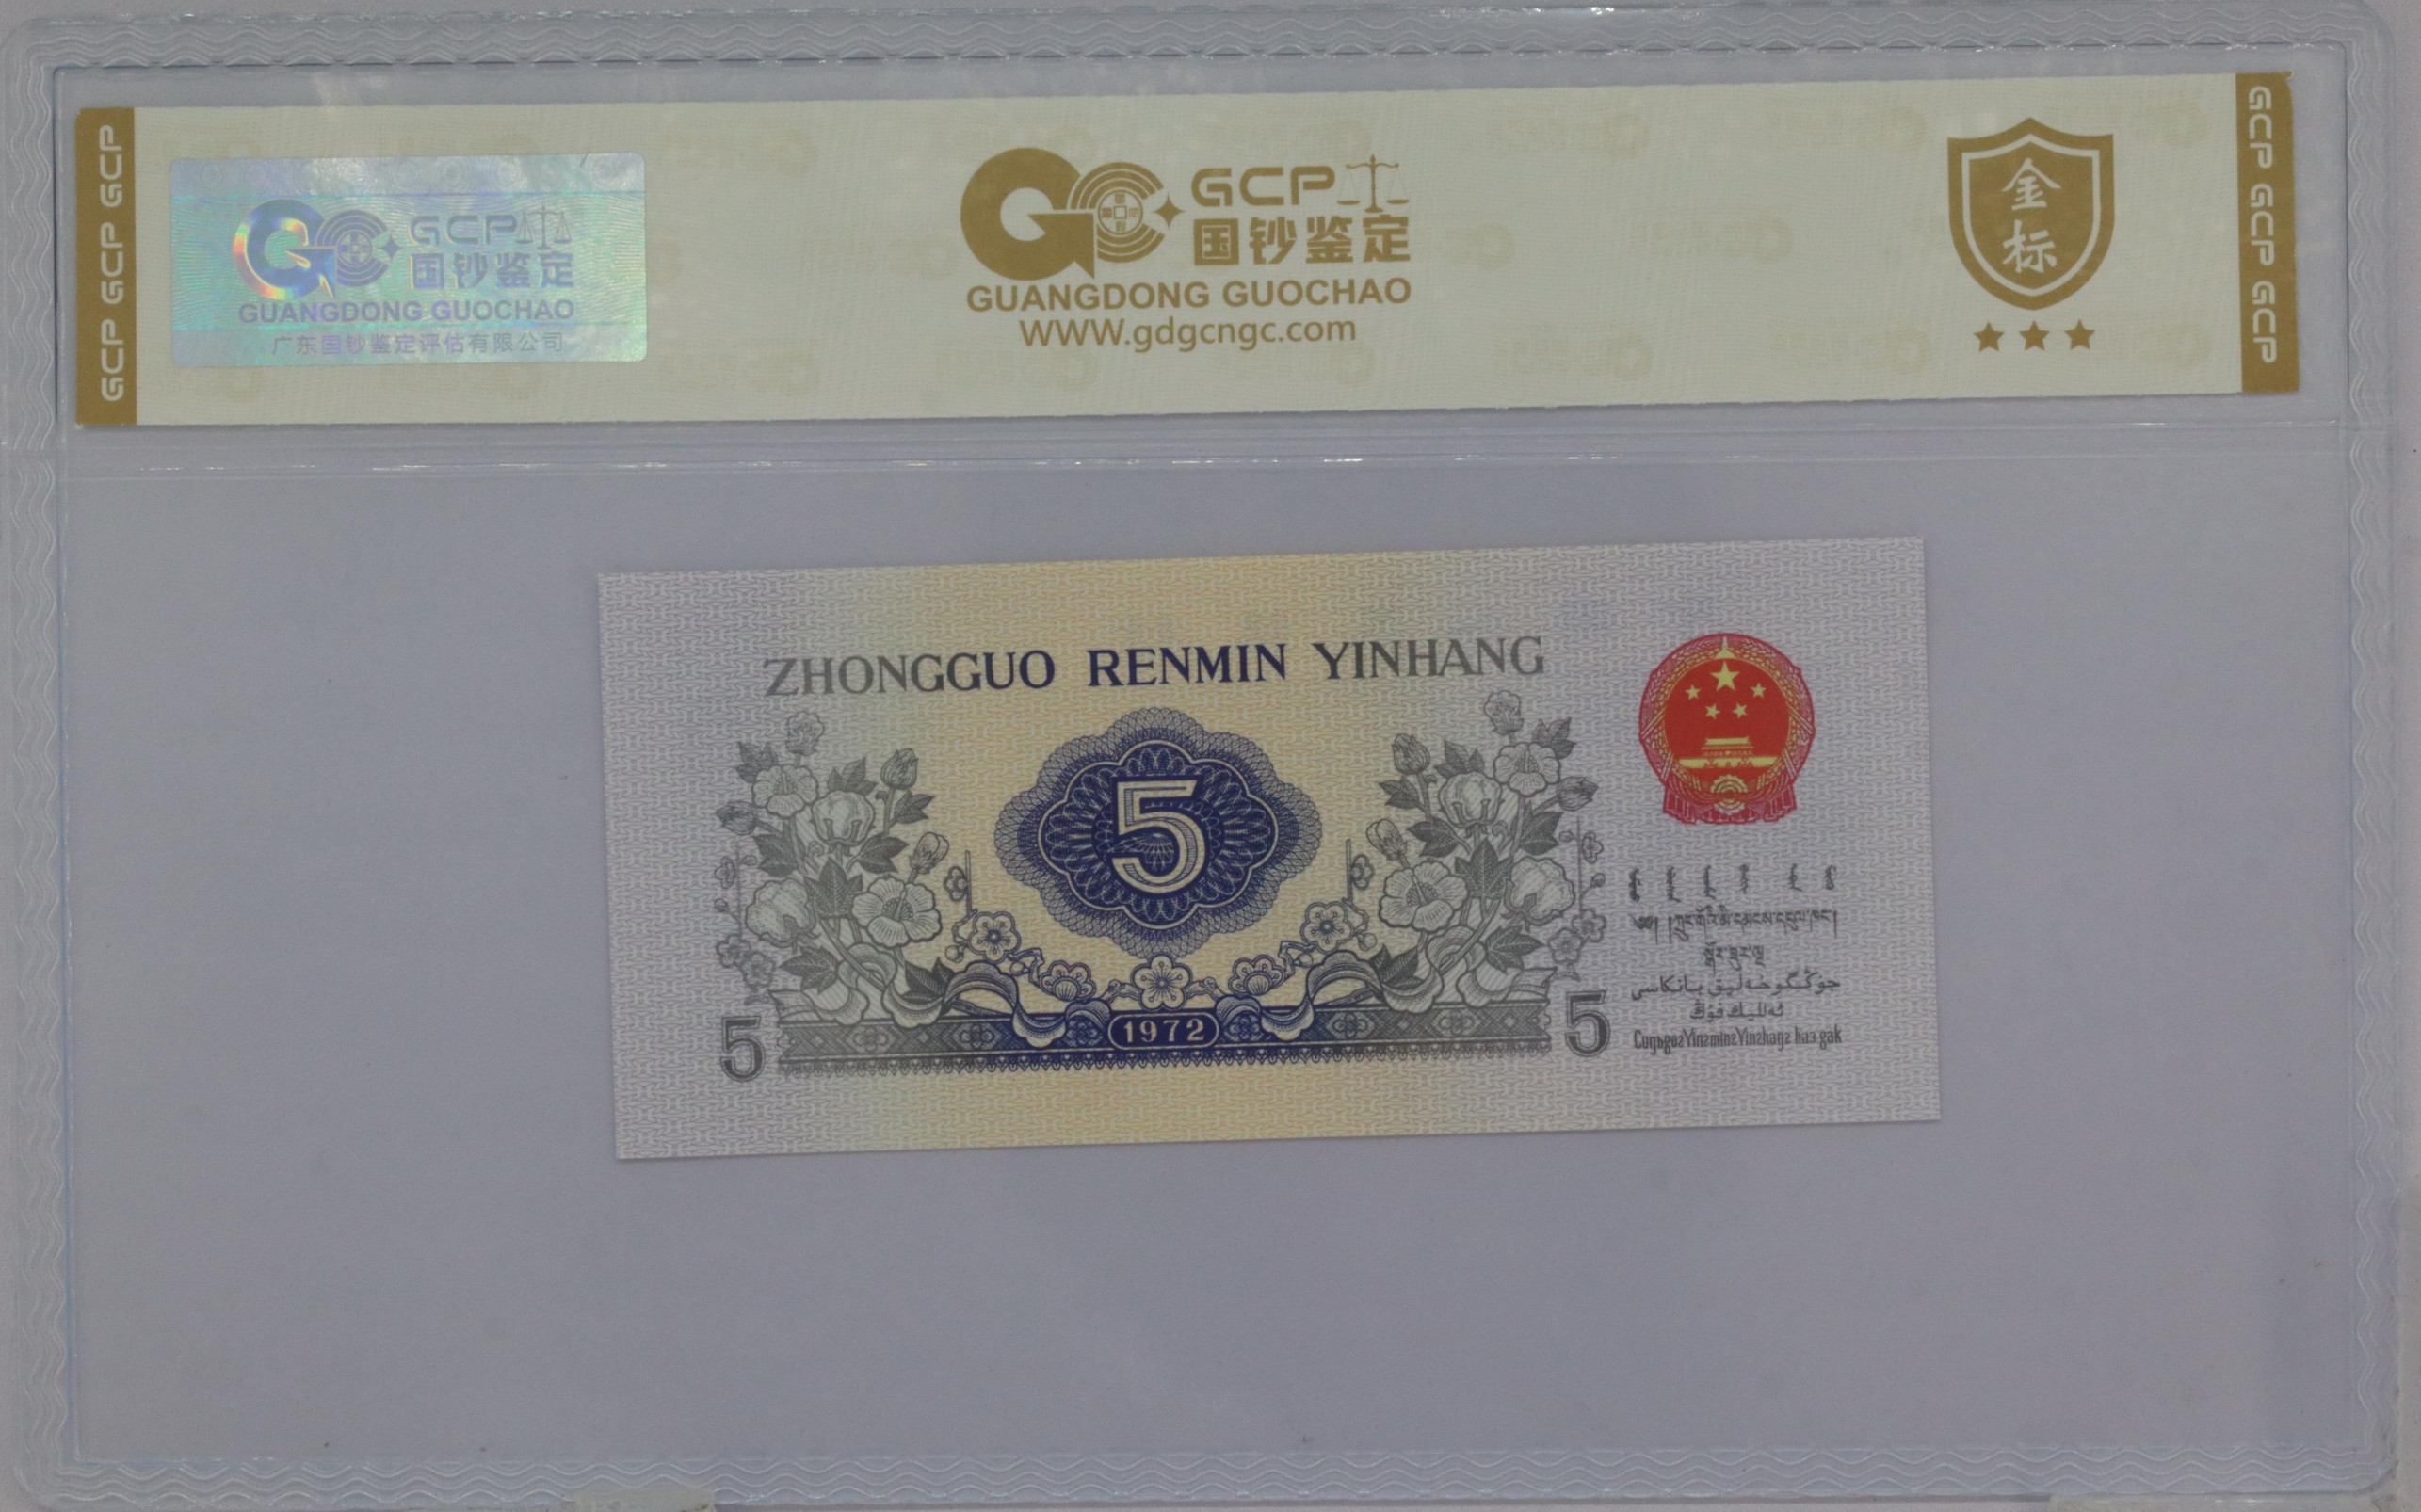 GCP GCP GCP
GCP
国钞鉴定
GUANGDONG GUOCHAO
广东国钞鉴定评估有限公司
GCP
国钞鉴定
GUANGDONG GUOCHAO
WWW.gdgcngc.com
金标
GCP GCP GCP
ZHONGGUO RENMIN YINHANG
5
5
1972
5
جۇڭگوخەلىق بانكاسى